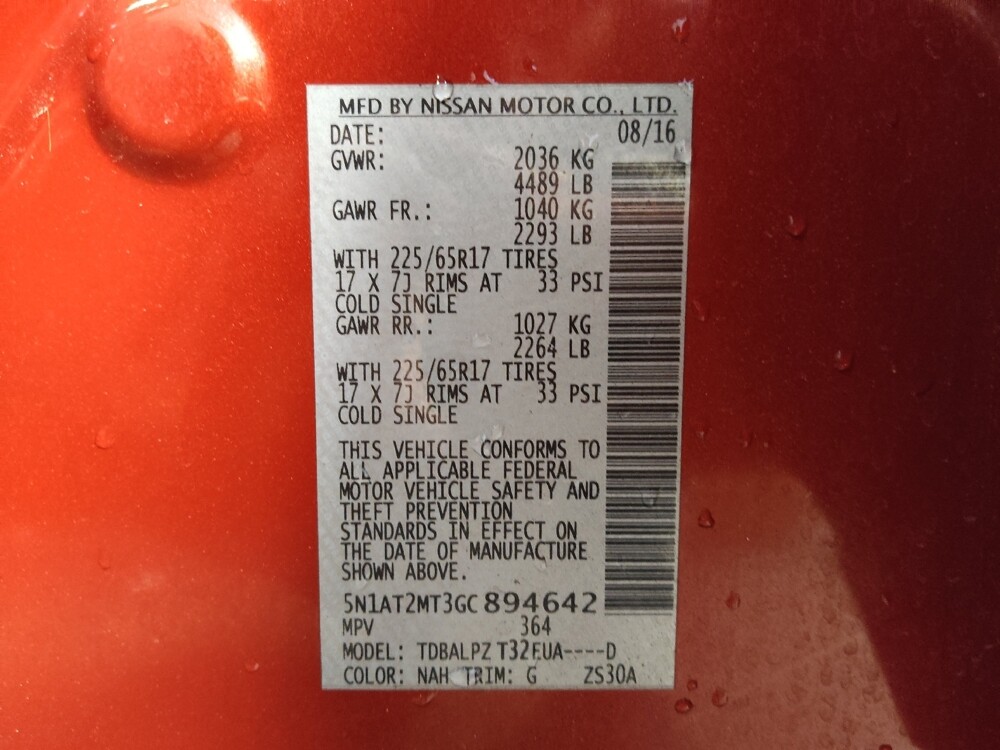 MFD BY NISSAN MOTOR CO., LTD.
DATE: 08/16
GVWR: 2036 KG
4489 LB
GAWR FR.: 1040 KG
2293 LB
WITH 225/65R17 TIRES
17 X 7J RIMS AT 33 PSI
COLD SINGLE
GAWR RR.: 1027 KG
2264 LB
WITH 225/65R17 TIRES
17 X 7J RIMS AT 33 PSI
COLD SINGLE
THIS VEHICLE CONFORMS TO
ALL APPLICABLE FEDERAL
MOTOR VEHICLE SAFETY AND
THEFT PREVENTION
STANDARDS IN EFFECT ON
THE DATE OF MANUFACTURE
SHOWN ABOVE.
5N1AT2MT3GC894642
MPV 364
MODEL: TDBALPZ T32EUA----D
COLOR: NAH TRIM: G ZS30A